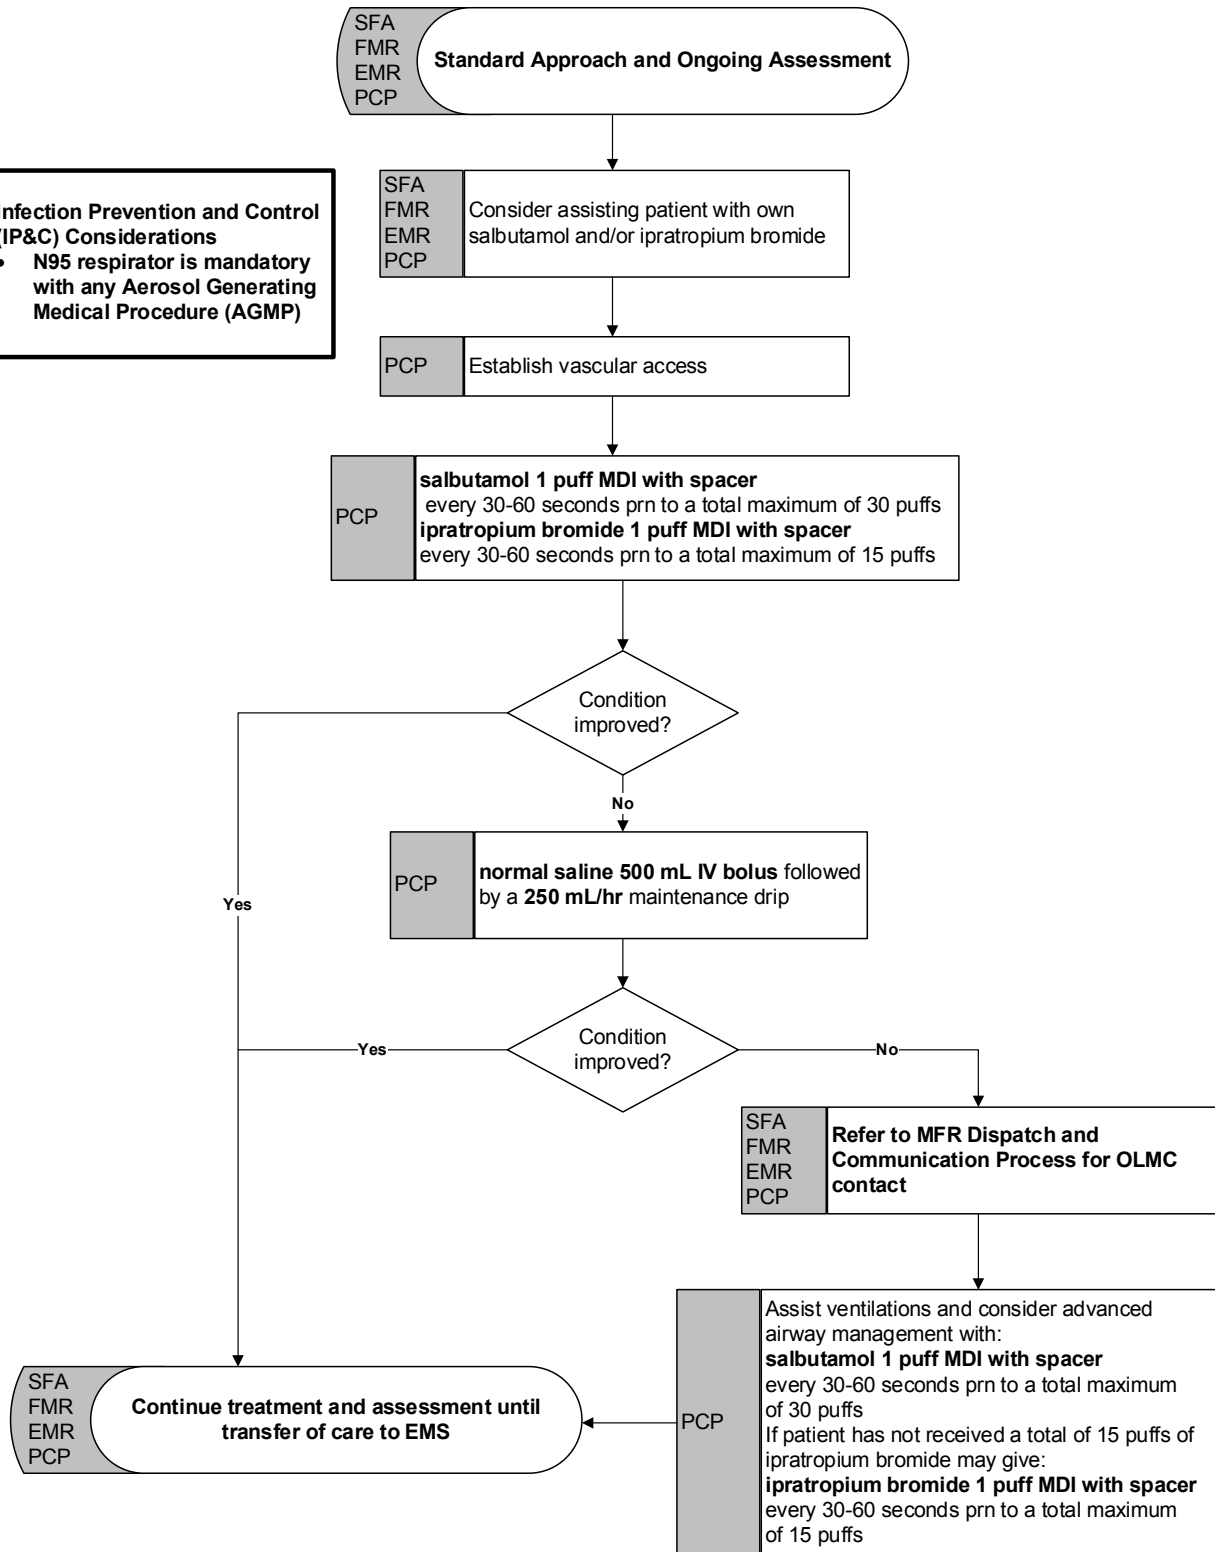 SFA
FMR
EMR
PCP
Standard Approach and Ongoing Assessment
Infection Prevention and Control
(IP&C) Considerations
• N95 respirator is mandatory
with any Aerosol Generating
Medical Procedure (AGMP)
SFA
FMR
EMR
PCP
Consider assisting patient with own
salbutamol and/or ipratropium bromide
PCP
Establish vascular access
PCP
salbutamol 1 puff MDI with spacer
every 30-60 seconds prn to a total maximum of 30 puffs
ipratropium bromide 1 puff MDI with spacer
every 30-60 seconds prn to a total maximum of 15 puffs
Condition
improved?
No
Yes
PCP
normal saline 500 mL IV bolus followed
by a 250 mL/hr maintenance drip
Condition
improved?
Yes
No
SFA
FMR
EMR
PCP
Refer to MFR Dispatch and
Communication Process for OLMC
contact
PCP
Assist ventilations and consider advanced
airway management with:
salbutamol 1 puff MDI with spacer
every 30-60 seconds prn to a total maximum
of 30 puffs
If patient has not received a total of 15 puffs of
ipratropium bromide may give:
ipratropium bromide 1 puff MDI with spacer
every 30-60 seconds prn to a total maximum
of 15 puffs
SFA
FMR
EMR
PCP
Continue treatment and assessment until
transfer of care to EMS